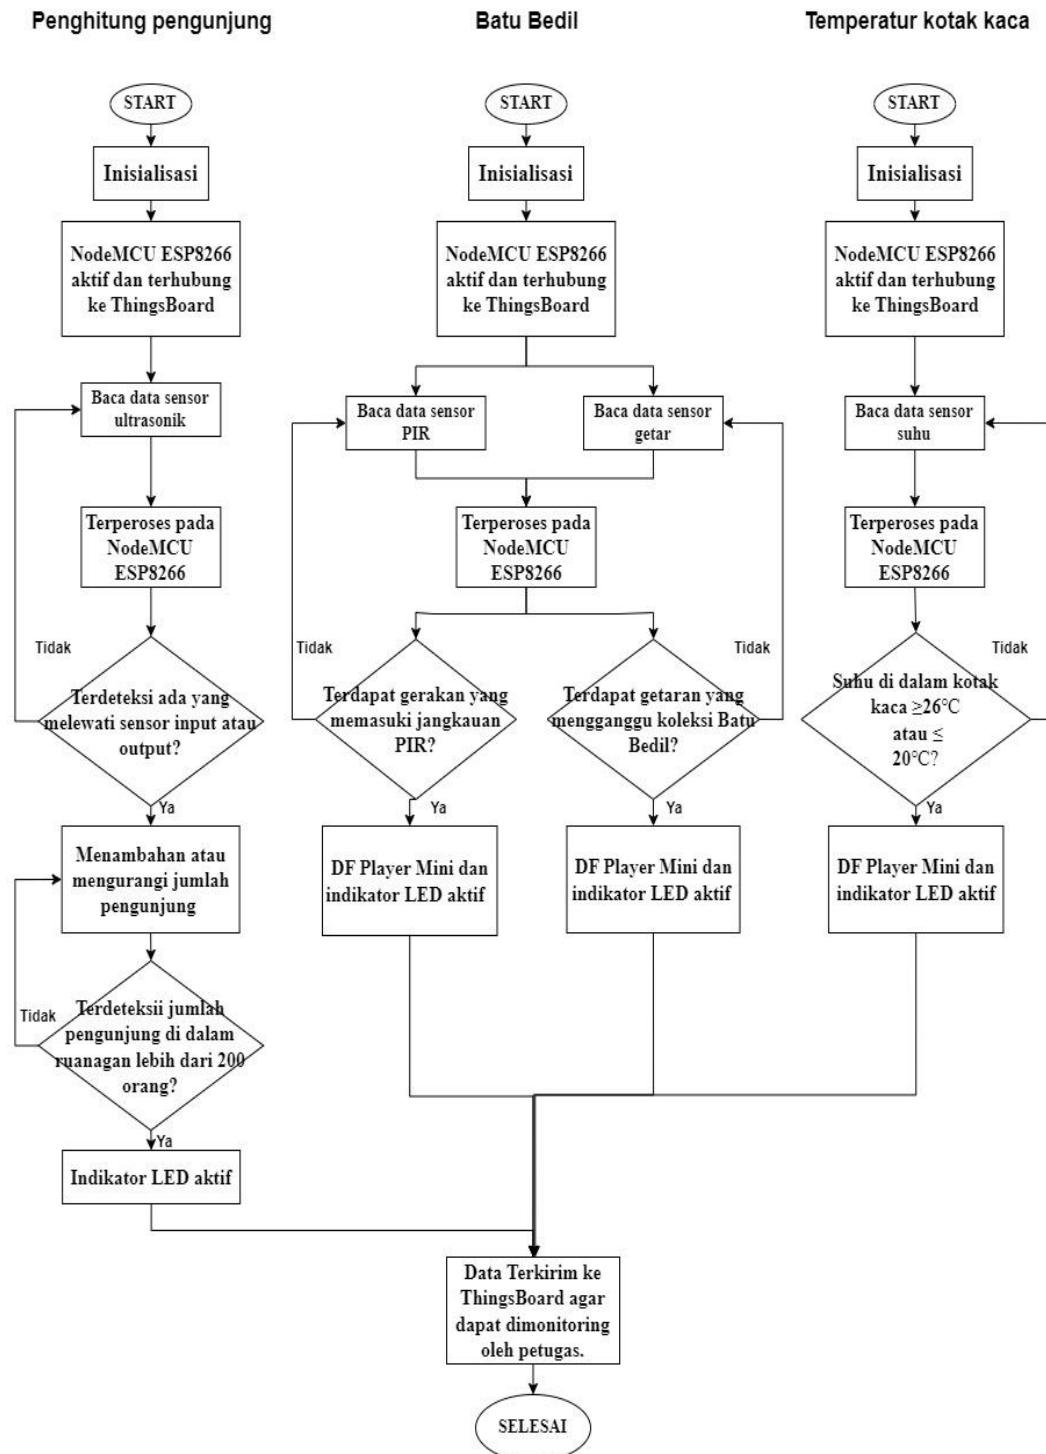 Penghitung pengunjung
START
Inisialisasi
NodeMCU ESP8266
aktif dan terhubung
ke ThingsBoard
Baca data sensor
ultrasonik
Terperoses pada
NodeMCU
ESP8266
Tidak
Terdeteksi ada yang
melewati sensor input atau
output?
Ya
Menambahan atau
mengurangi jumlah
pengunjung
Tidak
Terdeteksii jumlah
pengunjung di dalam
ruanagan lebih dari 200
orang?
Ya
Indikator LED aktif
Batu Bedil
START
Inisialisasi
NodeMCU ESP8266
aktif dan terhubung
ke ThingsBoard
Baca data sensor
PIR
Baca data sensor
getar
Terperoses pada
NodeMCU
ESP8266
Tidak
Terdapat gerakan yang
memasuki jangkauan
PIR?
Ya
DF Player Mini dan
indikator LED aktif
Tidak
Terdapat getaran yang
mengganggu koleksi Batu
Bedil?
Ya
DF Player Mini dan
indikator LED aktif
Temperatur kotak kaca
START
Inisialisasi
NodeMCU ESP8266
aktif dan terhubung
ke ThingsBoard
Baca data sensor
suhu
Terperoses pada
NodeMCU
ESP8266
Tidak
Suhu di dalam kotak
kaca ≥26°C
atau ≤
20°C?
Ya
DF Player Mini dan
indikator LED aktif
Data Terkirim ke
ThingsBoard agar
dapat dimonitoring
oleh petugas.
SELESAI